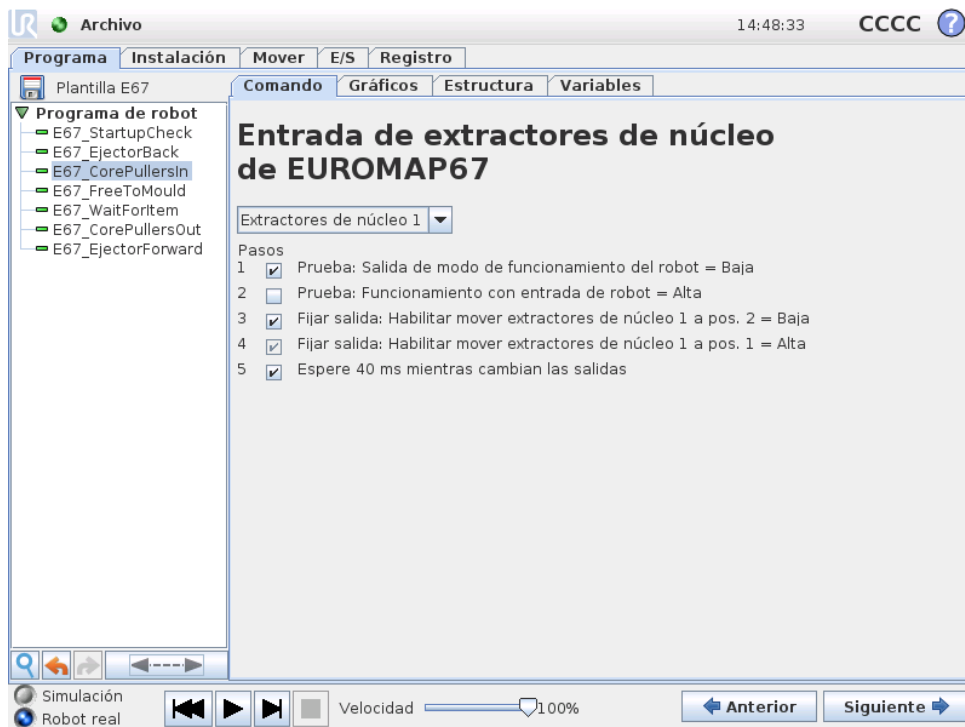 UR Archivo 14:48:33 CCCC ?
Programa Instalación Mover E/S Registro
Plantilla E67
Comando Gráficos Estructura Variables
Programa de robot
E67_StartupCheck
E67_EjectorBack
E67_CorePullersIn
E67_FreeToMould
E67_WaitForItem
E67_CorePullersOut
E67_EjectorForward
Entrada de extractores de núcleo
de EUROMAP67
Extractores de núcleo 1
Pasos
1 Prueba: Salida de modo de funcionamiento del robot = Baja
2 Prueba: Funcionamiento con entrada de robot = Alta
3 Fijar salida: Habilitar mover extractores de núcleo 1 a pos. 2 = Baja
4 Fijar salida: Habilitar mover extractores de núcleo 1 a pos. 1 = Alta
5 Espere 40 ms mientras cambian las salidas
Simulación
Robot real
Velocidad 100%
Anterior Siguiente